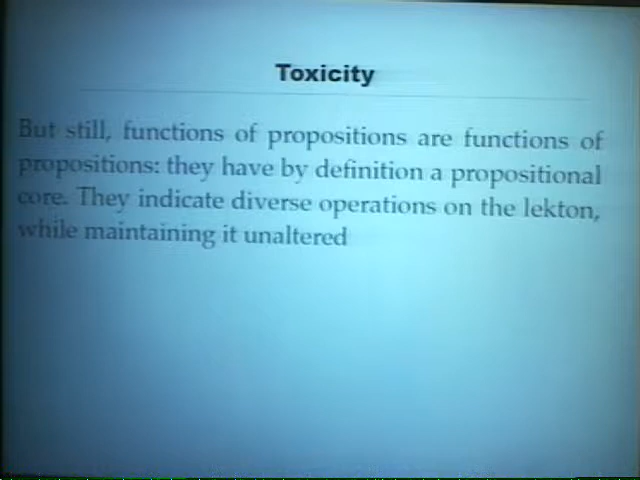 Toxicity
But still, functions of propositions are functions of
propositions: they have by definition a propositional
core. They indicate diverse operations on the lekton,
while maintaining it unaltered